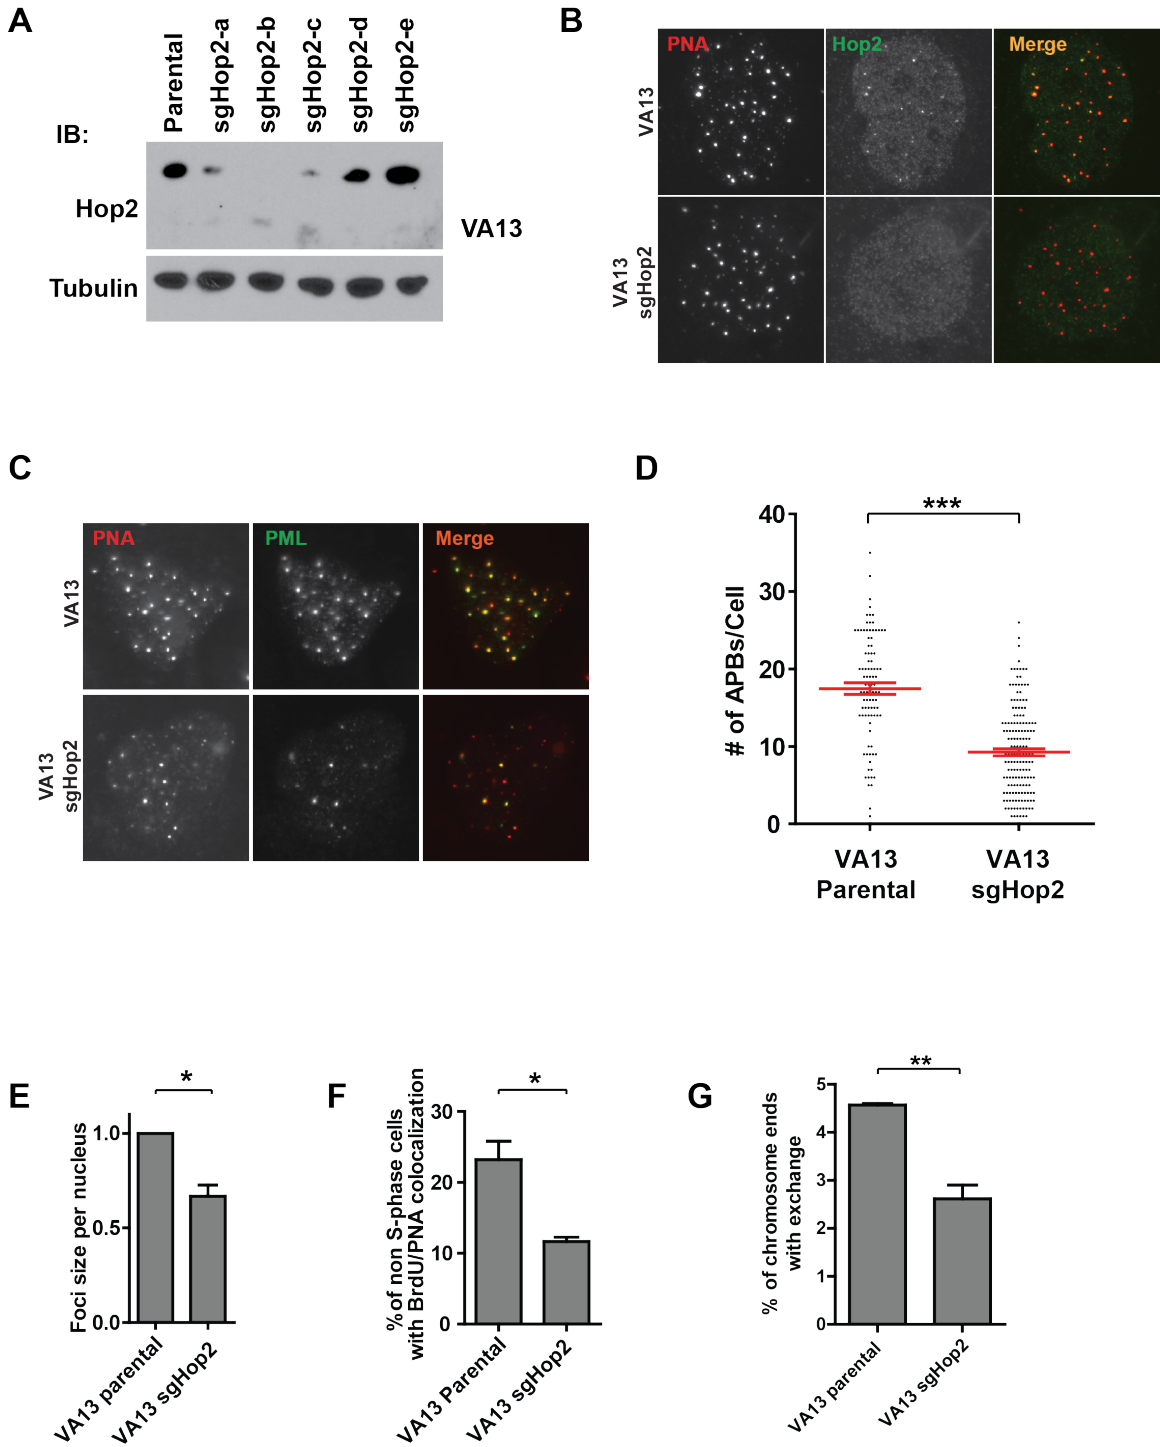 A
Parental
sgHop2-a
sgHop2-b
sgHop2-c
sgHop2-d
sgHop2-e
IB:
Hop2
VA13
Tubulin
B
PNA
Hop2
Merge
VA13
VA13
sgHop2
C
PNA
PML
Merge
VA13
VA13
sgHop2
D
***
# of APBs/Cell
40
30
20
10
0
VA13
Parental
VA13
sgHop2
E
*
Foci size per nucleus
1.0
0.5
0.0
VA13 parental
VA13 sgHop2
F
*
% of non S-phase cells
with BrdU/PNA colocalization
30
20
10
0
VA13 Parental
VA13 sgHop2
G
**
% of chromosome ends
with exchange
5
4
3
2
1
0
VA13 parental
VA13 sgHop2